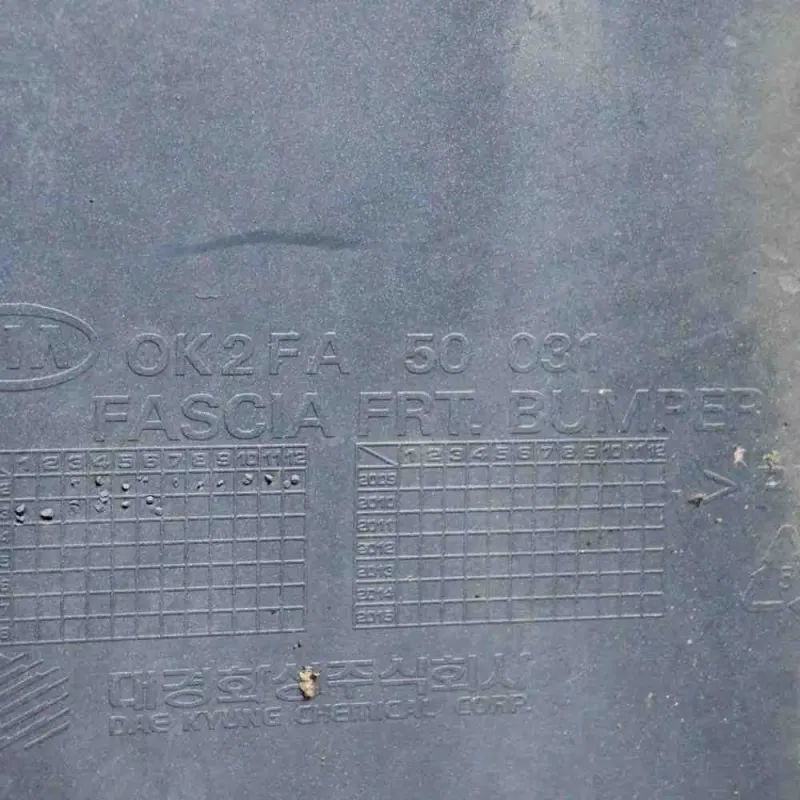 OK2FA 50 031
FASCIA FRT. BUMPER
1 2 3 4 5 6 7 8 9 10 11 12
1 2 3 4 5 6 7 8 9 10 11 12
2009
2010
2011
2012
2013
2014
2015
5
대경화성주식회사
DAE KYUNG CHEMICAL CORP.